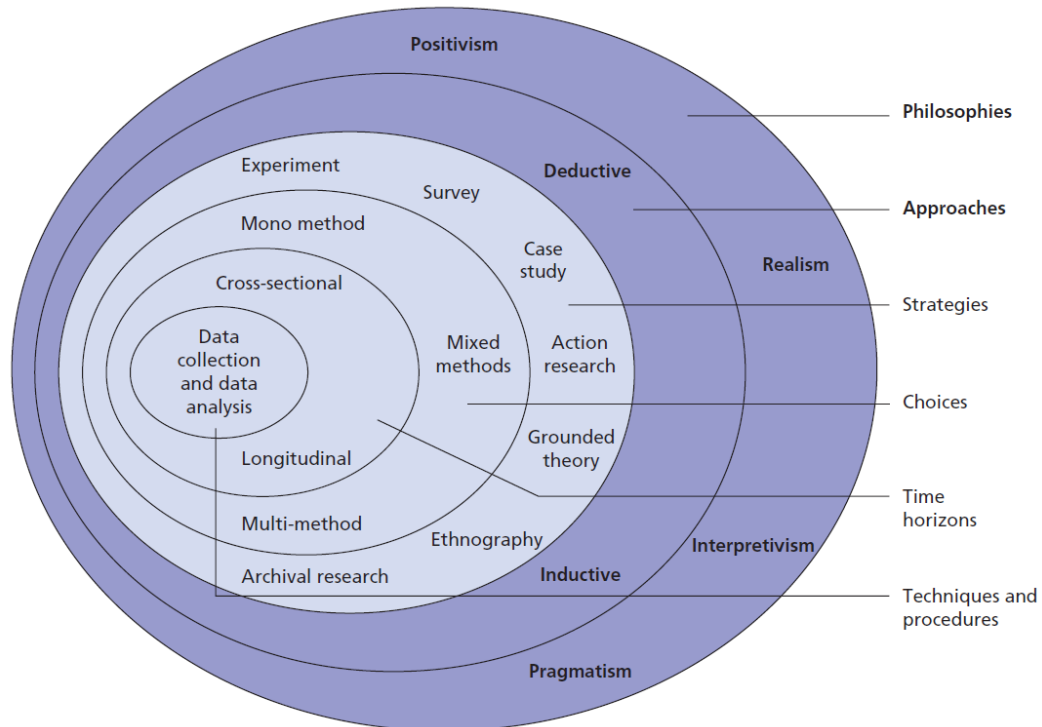 Positivism
Philosophies
Experiment
Survey
Deductive
Mono method
Approaches
Case
study
Realism
Cross-sectional
Strategies
Data
collection
and data
analysis
Mixed
methods
Action
research
Choices
Longitudinal
Grounded
theory
Time
horizons
Multi-method
Ethnography
Interpretivism
Archival research
Inductive
Techniques and
procedures
Pragmatism